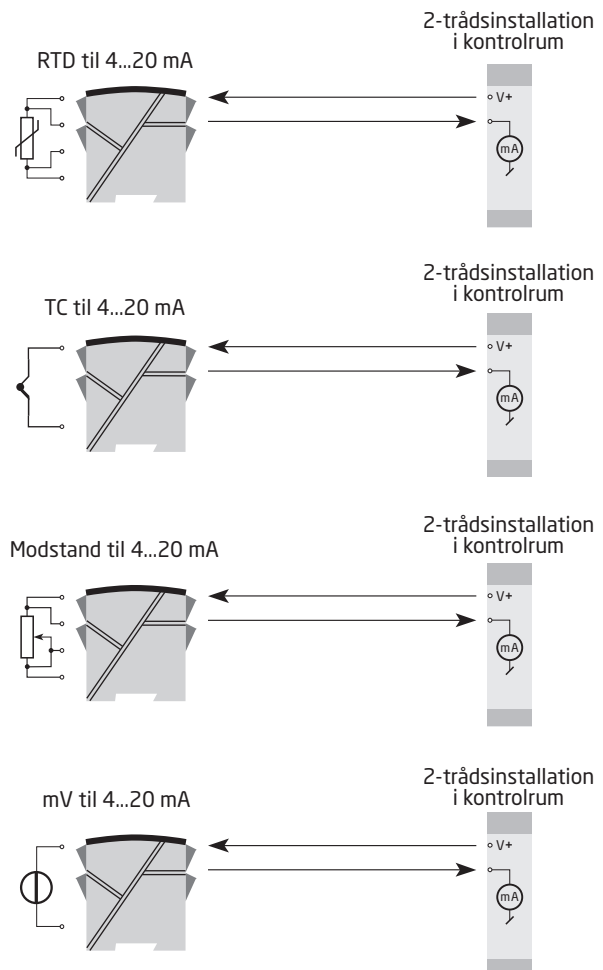 2-trådsinstallation
i kontrolrum
RTD til 4...20 mA
V+
mA
2-trådsinstallation
i kontrolrum
TC til 4...20 mA
V+
mA
2-trådsinstallation
i kontrolrum
Modstand til 4...20 mA
V+
mA
2-trådsinstallation
i kontrolrum
mV til 4...20 mA
V+
mA